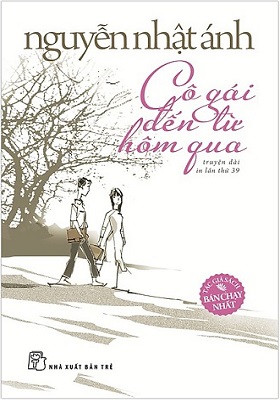 nguyễn nhật ánh
Cô gái
đến từ
hôm qua
truyện dài
in lần thứ 39
TÁC GIẢ SÁCH
BÁN CHẠY
NHẤT
NHÀ XUẤT BẢN TRẺ